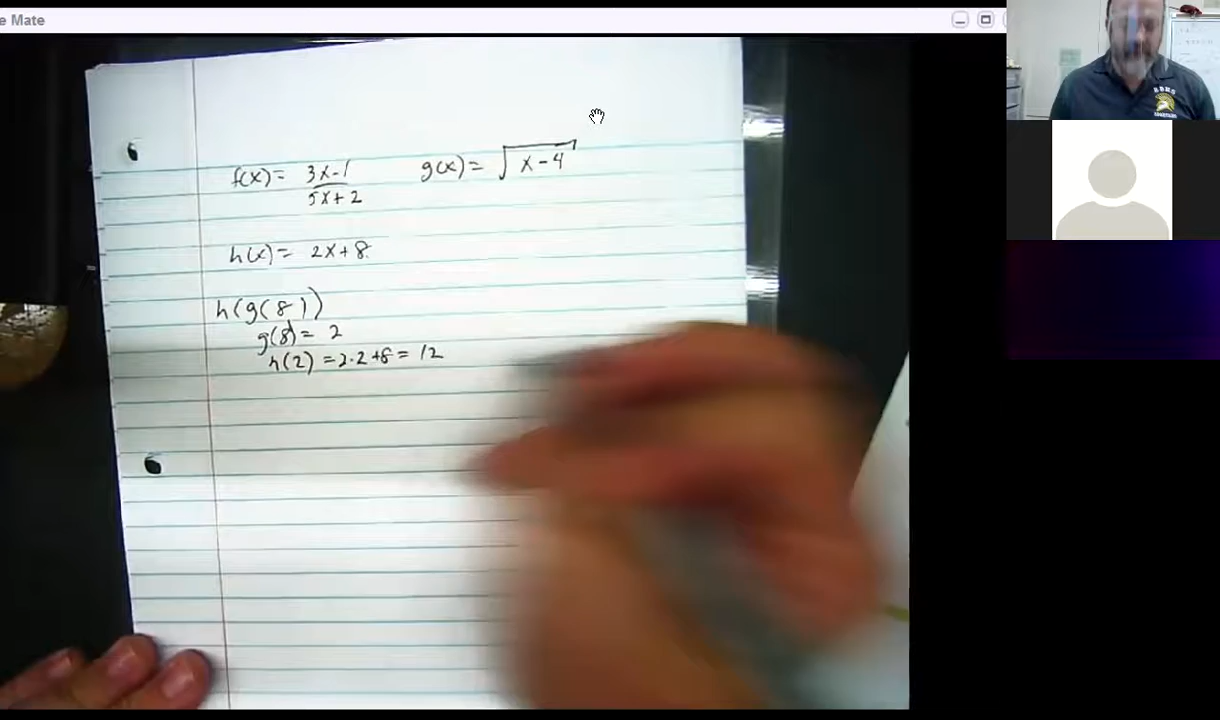 e Mate
f(x) = 3x-1 / 5x+2 g(x) = √x-4
h(x) = 2x+8
h(g(8))
g(8) = 2
h(2) = 2·2+8 = 12